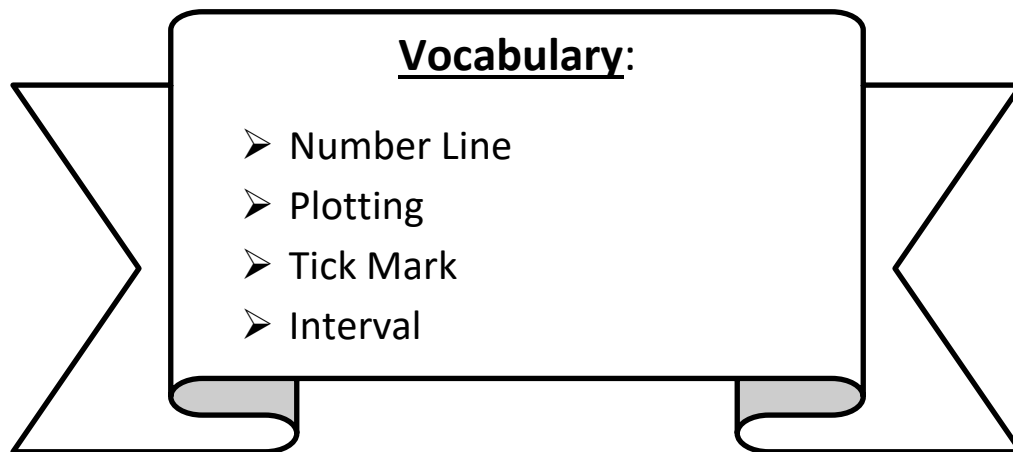 Vocabulary:
➢ Number Line
➢ Plotting
➢ Tick Mark
➢ Interval